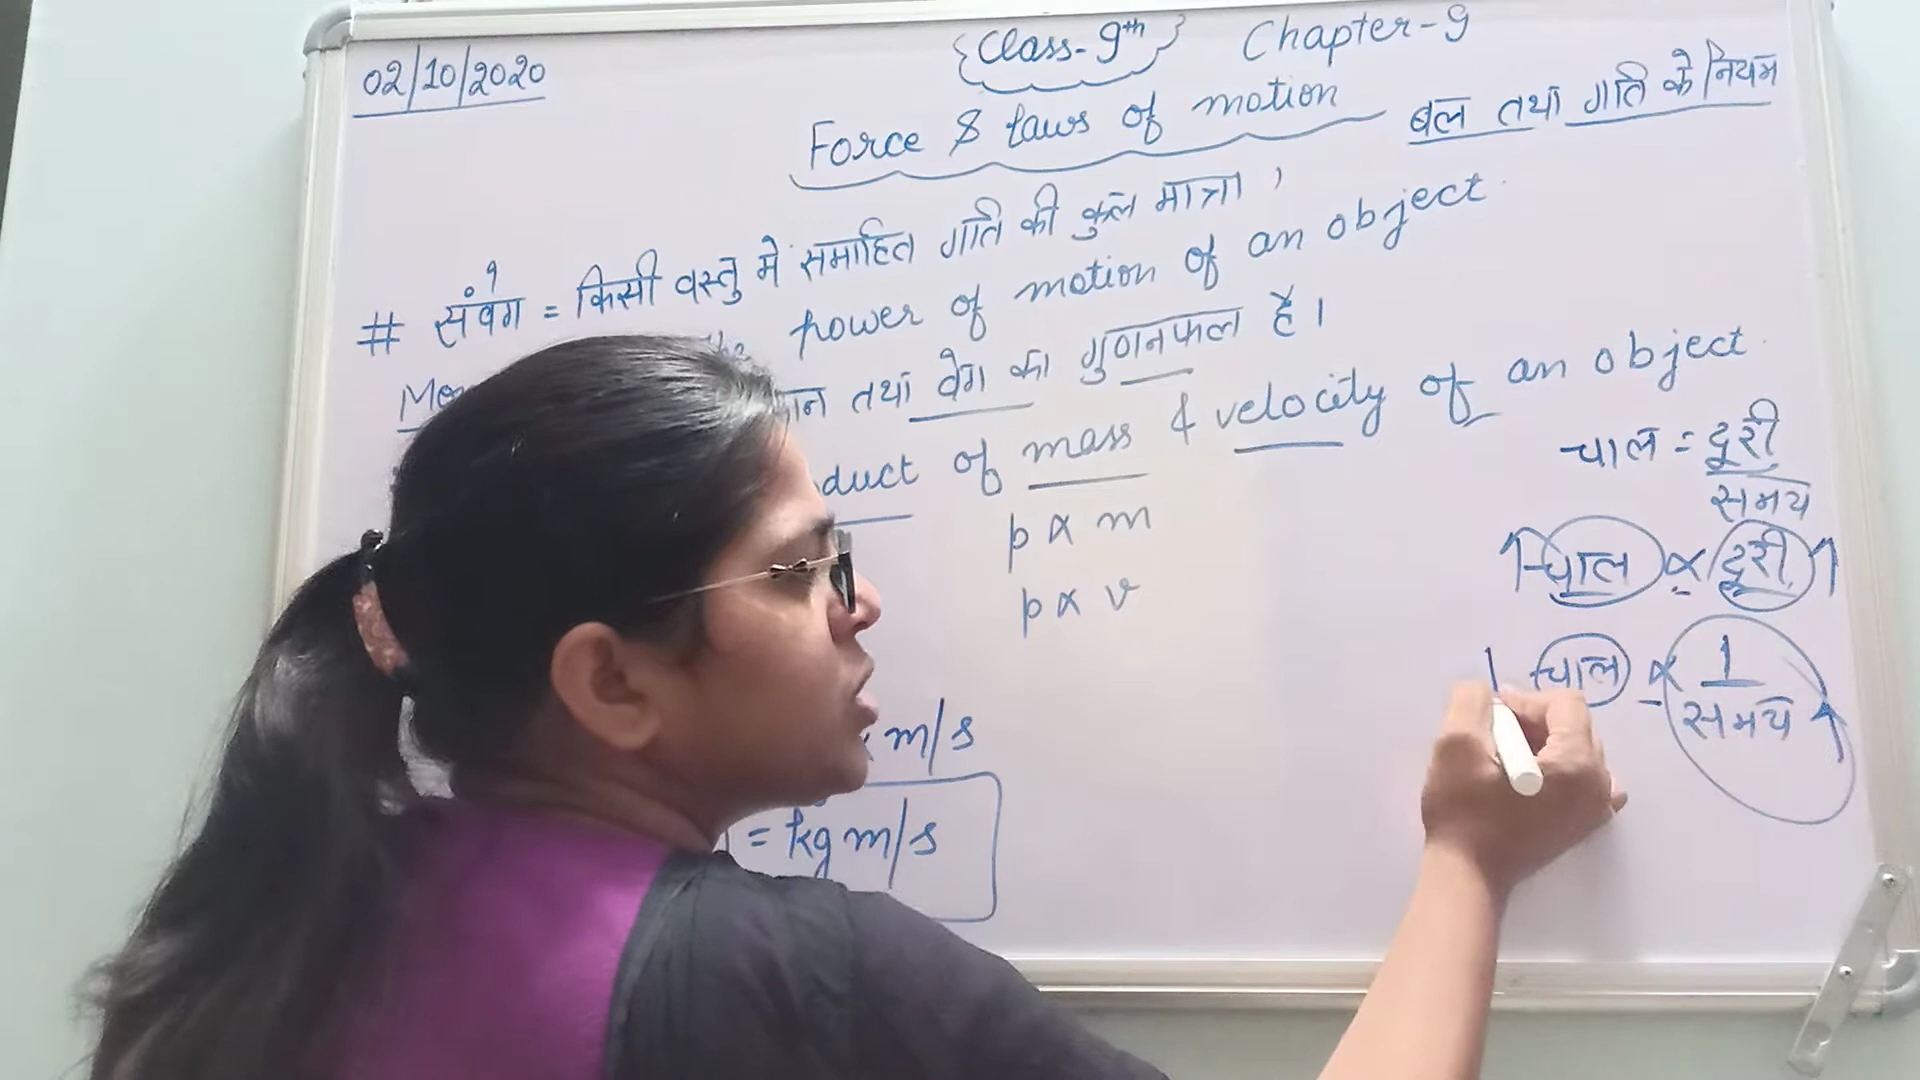 02/10/2020
{Class-9th} Chapter-9
Force & laws of motion बल तथा गति के नियम
# संवेग = किसी वस्तु मे समाहित गति की कुल मात्रा,
power of motion of an object.
तथा वेग का गुणनफल है।
of mass & velocity of an object.
चाल = दूरी
समय
p ∝ m
↑ चाल ∝ दूरी ↑
p ∝ v
चाल ∝ 1
समय ↑
m/s
= kg m/s